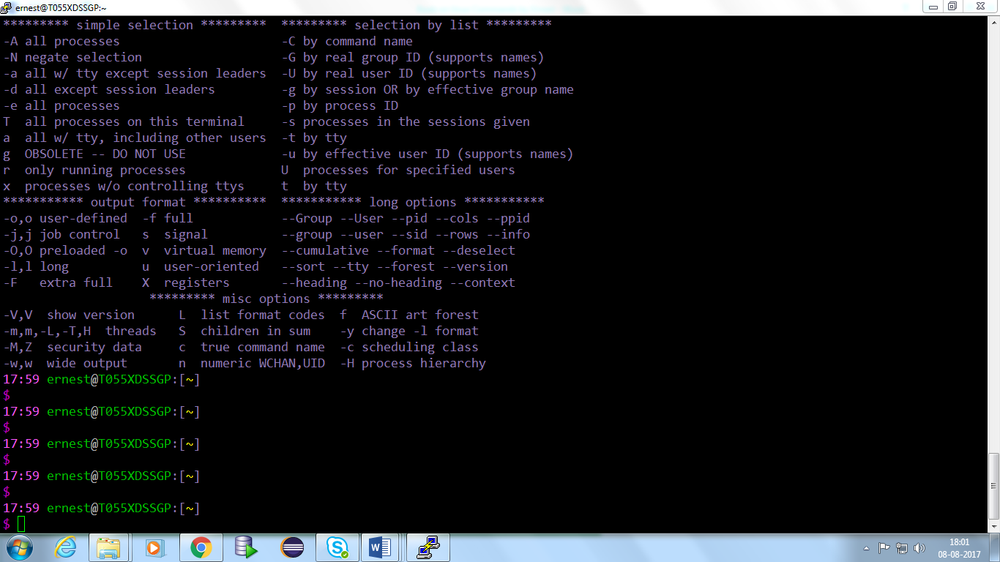 ernest@T055XDSSGP:~
********* simple selection *********  ********* selection by list *********
-A all processes                      -C by command name
-N negate selection                   -G by real group ID (supports names)
-a all w/ tty except session leaders  -U by real user ID (supports names)
-d all except session leaders         -g by session OR by effective group name
-e all processes                      -p by process ID
T  all processes on this terminal     -s processes in the sessions given
a  all w/ tty, including other users  -t by tty
g  OBSOLETE -- DO NOT USE             -u by effective user ID (supports names)
r  only running processes             U  processes for specified users
x  processes w/o controlling ttys     t  by tty
*********** output format **********  *********** long options ***********
-o,o user-defined  -f full            --Group --User --pid --cols --ppid
-j,j job control   s  signal          --group --user --sid --rows --info
-O,O preloaded -o  v  virtual memory  --cumulative --format --deselect
-l,l long          u  user-oriented   --sort --tty --forest --version
-F   extra full    X  registers       --heading --no-heading --context
                    ********* misc options *********
-V,V  show version      L  list format codes  f  ASCII art forest
-m,m,-L,-T,H  threads   S  children in sum    -y change -l format
-M,Z  security data     c  true command name  -c scheduling class
-w,w  wide output       n  numeric WCHAN,UID  -H process hierarchy
17:59 ernest@T055XDSSGP:[~]
$
17:59 ernest@T055XDSSGP:[~]
$
17:59 ernest@T055XDSSGP:[~]
$
17:59 ernest@T055XDSSGP:[~]
$
17:59 ernest@T055XDSSGP:[~]
$
18:01
08-08-2017